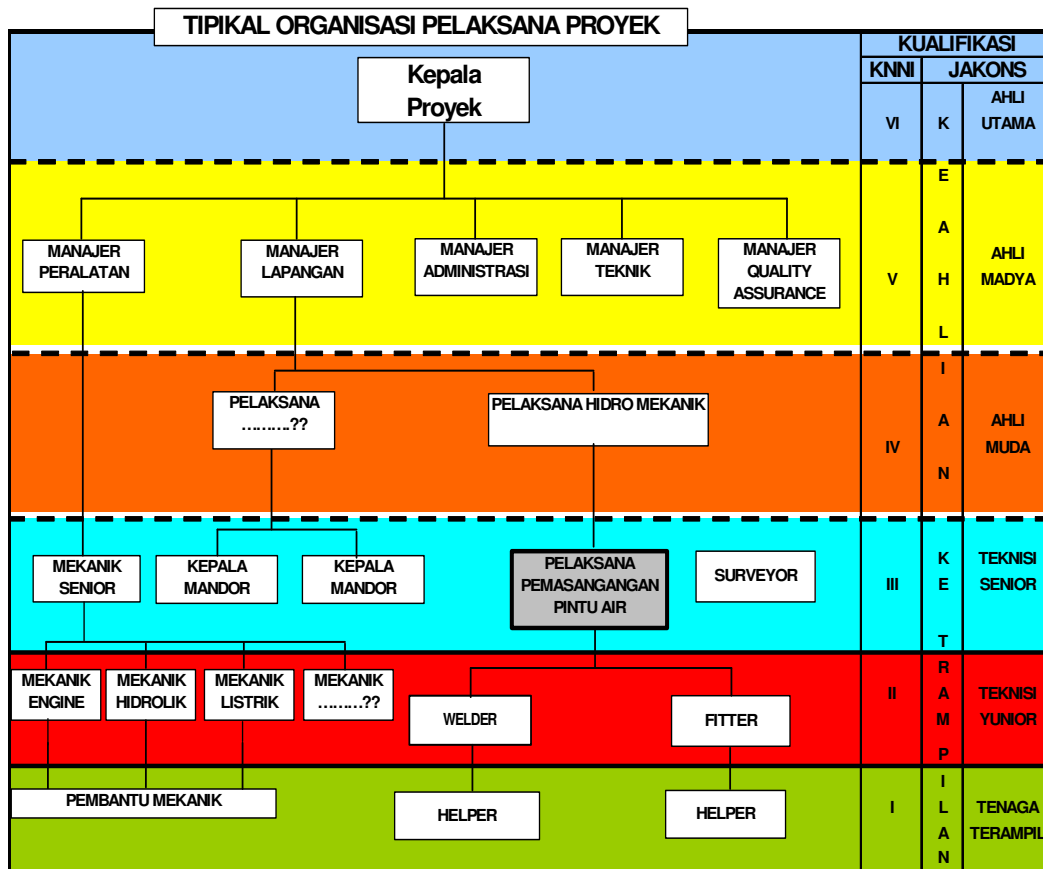 TIPIKAL ORGANISASI PELAKSANA PROYEK
KUALIFIKASI
KNNI
JAKONS
Kepala
Proyek
VI
K
AHLI
UTAMA
MANAJER
PERALATAN
MANAJER
LAPANGAN
MANAJER
ADMINISTRASI
MANAJER
TEKNIK
MANAJER
QUALITY
ASSURANCE
V
E
A
H
L
AHLI
MADYA
PELAKSANA
……….??
PELAKSANA HIDRO MEKANIK
IV
I
A
N
AHLI
MUDA
MEKANIK
SENIOR
KEPALA
MANDOR
KEPALA
MANDOR
PELAKSANA
PEMASANGANGAN
PINTU AIR
SURVEYOR
III
K
E
T
TEKNISI
SENIOR
MEKANIK
ENGINE
MEKANIK
HIDROLIK
MEKANIK
LISTRIK
MEKANIK
………??
WELDER
FITTER
II
R
A
M
P
TEKNISI
YUNIOR
PEMBANTU MEKANIK
HELPER
HELPER
I
I
L
A
N
TENAGA
TERAMPIL